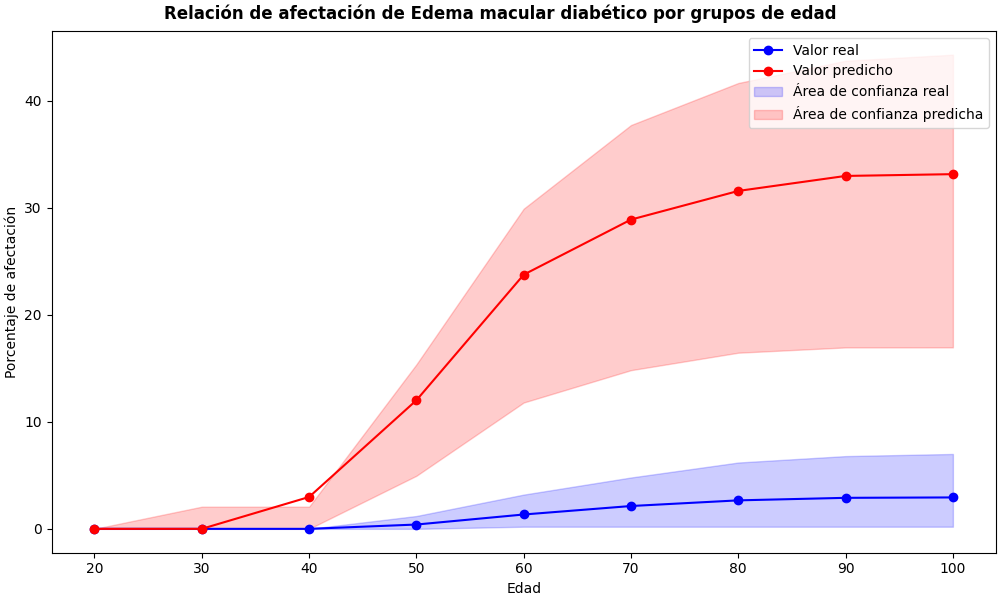 Relación de afectación de Edema macular diabético por grupos de edad
Valor real
Valor predicho
Área de confianza real
Área de confianza predicha
Porcentaje de afectación
40
30
20
10
0
20 30 40 50 60 70 80 90 100
Edad